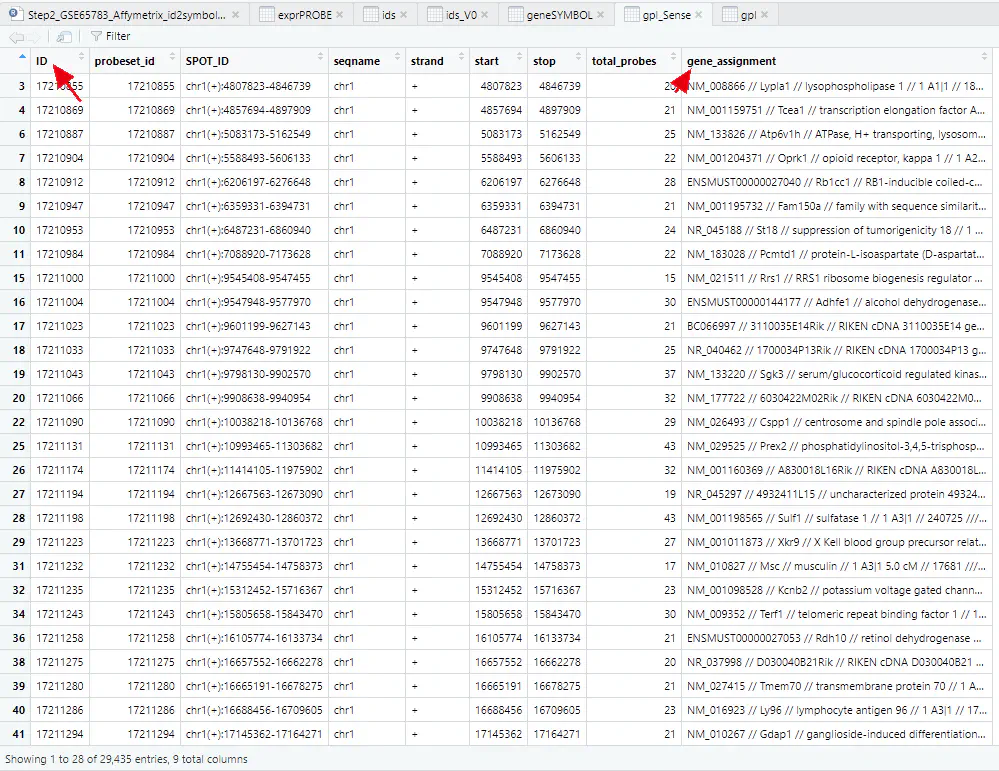 Step2_GSE65783_Affymetrix_id2symbol... × exprPROBE × ids × ids_V0 × geneSYMBOL × gpl_Sense × gpl ×
Filter
ID probeset_id SPOT_ID seqname strand start stop total_probes gene_assignment
3 17210855 chr1(+):4807823-4846739 chr1 + 4807823 4846739 NM_008866 // Lypla1 // lysophospholipase 1 // 1 A1|1 // 18...
4 17210869 17210869 chr1(+):4857694-4897909 chr1 + 4857694 4897909 21 NM_001159751 // Tcea1 // transcription elongation factor A...
6 17210887 17210887 chr1(+):5083173-5162549 chr1 + 5083173 5162549 25 NM_133826 // Atp6v1h // ATPase, H+ transporting, lysosom...
7 17210904 17210904 chr1(+):5588493-5606133 chr1 + 5588493 5606133 22 NM_001204371 // Oprk1 // opioid receptor, kappa 1 // 1 A2...
8 17210912 17210912 chr1(+):6206197-6276648 chr1 + 6206197 6276648 28 ENSMUST00000027040 // Rb1cc1 // RB1-inducible coiled-c...
9 17210947 17210947 chr1(+):6359331-6394731 chr1 + 6359331 6394731 21 NM_001195732 // Fam150a // family with sequence similarit...
10 17210953 17210953 chr1(+):6487231-6860940 chr1 + 6487231 6860940 24 NR_045188 // St18 // suppression of tumorigenicity 18 // 1 ...
11 17210984 17210984 chr1(+):7088920-7173628 chr1 + 7088920 7173628 22 NM_183028 // Pcmtd1 // protein-L-isoaspartate (D-aspartat...
15 17211000 17211000 chr1(+):9545408-9547455 chr1 + 9545408 9547455 15 NM_021511 // Rrs1 // RRS1 ribosome biogenesis regulator ...
16 17211004 17211004 chr1(+):9547948-9577970 chr1 + 9547948 9577970 30 ENSMUST00000144177 // Adhfe1 // alcohol dehydrogenase...
17 17211023 17211023 chr1(+):9601199-9627143 chr1 + 9601199 9627143 21 BC066997 // 3110035E14Rik // RIKEN cDNA 3110035E14 ge...
18 17211033 17211033 chr1(+):9747648-9791922 chr1 + 9747648 9791922 25 NR_040462 // 1700034P13Rik // RIKEN cDNA 1700034P13 g...
19 17211043 17211043 chr1(+):9798130-9902570 chr1 + 9798130 9902570 37 NM_133220 // Sgk3 // serum/glucocorticoid regulated kinas...
20 17211066 17211066 chr1(+):9908638-9940954 chr1 + 9908638 9940954 32 NM_177722 // 6030422M02Rik // RIKEN cDNA 6030422M0...
22 17211090 17211090 chr1(+):10038218-10136768 chr1 + 10038218 10136768 29 NM_026493 // Cspp1 // centrosome and spindle pole associ...
25 17211131 17211131 chr1(+):10993465-11303682 chr1 + 10993465 11303682 43 NM_029525 // Prex2 // phosphatidylinositol-3,4,5-trisphosp...
26 17211174 17211174 chr1(+):11414105-11975902 chr1 + 11414105 11975902 32 NM_001160369 // A830018L16Rik // RIKEN cDNA A830018L...
27 17211194 17211194 chr1(+):12667563-12673090 chr1 + 12667563 12673090 19 NR_045297 // 4932411L15 // uncharacterized protein 49324...
28 17211198 17211198 chr1(+):12692430-12860372 chr1 + 12692430 12860372 43 NM_001198565 // Sulf1 // sulfatase 1 // 1 A3|1 // 240725 ///...
29 17211223 17211223 chr1(+):13668771-13701723 chr1 + 13668771 13701723 27 NM_001011873 // Xkr9 // X Kell blood group precursor relat...
31 17211232 17211232 chr1(+):14755454-14758373 chr1 + 14755454 14758373 17 NM_010827 // Msc // musculin // 1 A3|1 5.0 cM // 17681 ///...
32 17211235 17211235 chr1(+):15312452-15716367 chr1 + 15312452 15716367 23 NM_001098528 // Kcnb2 // potassium voltage gated chann...
34 17211243 17211243 chr1(+):15805658-15843470 chr1 + 15805658 15843470 30 NM_009352 // Terf1 // telomeric repeat binding factor 1 // 1...
36 17211258 17211258 chr1(+):16105774-16133734 chr1 + 16105774 16133734 21 ENSMUST00000027053 // Rdh10 // retinol dehydrogenase ...
38 17211275 17211275 chr1(+):16657552-16662278 chr1 + 16657552 16662278 20 NR_037998 // D030040B21Rik // RIKEN cDNA D030040B21 ...
39 17211280 17211280 chr1(+):16665191-16678275 chr1 + 16665191 16678275 21 NM_027415 // Tmem70 // transmembrane protein 70 // 1 A...
40 17211286 17211286 chr1(+):16688456-16709605 chr1 + 16688456 16709605 23 NM_016923 // Ly96 // lymphocyte antigen 96 // 1 A3|1 // 17...
41 17211294 17211294 chr1(+):17145362-17164271 chr1 + 17145362 17164271 21 NM_010267 // Gdap1 // ganglioside-induced differentiation...
Showing 1 to 28 of 29,435 entries, 9 total columns